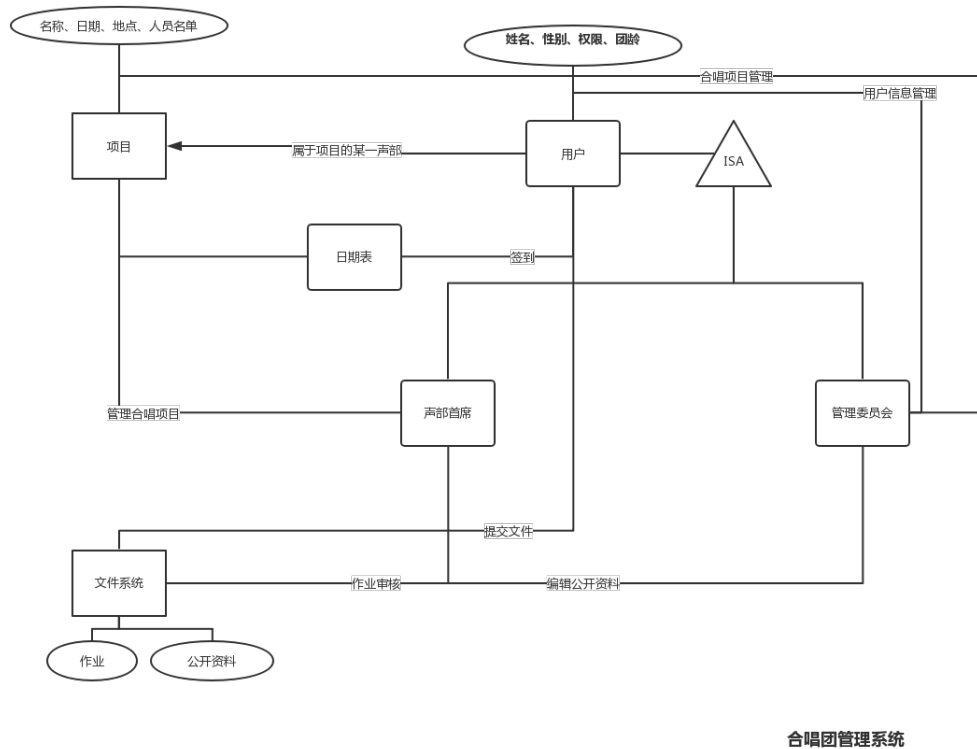 名称、日期、地点、人员名单
姓名、性别、权限、团龄
合唱项目管理
用户信息管理
项目
属于项目的某一声部
用户
ISA
日期表
签到
管理合唱项目
声部首席
管理委员会
提交文件
文件系统
作业审核
编辑公开资料
作业
公开资料
合唱团管理系统